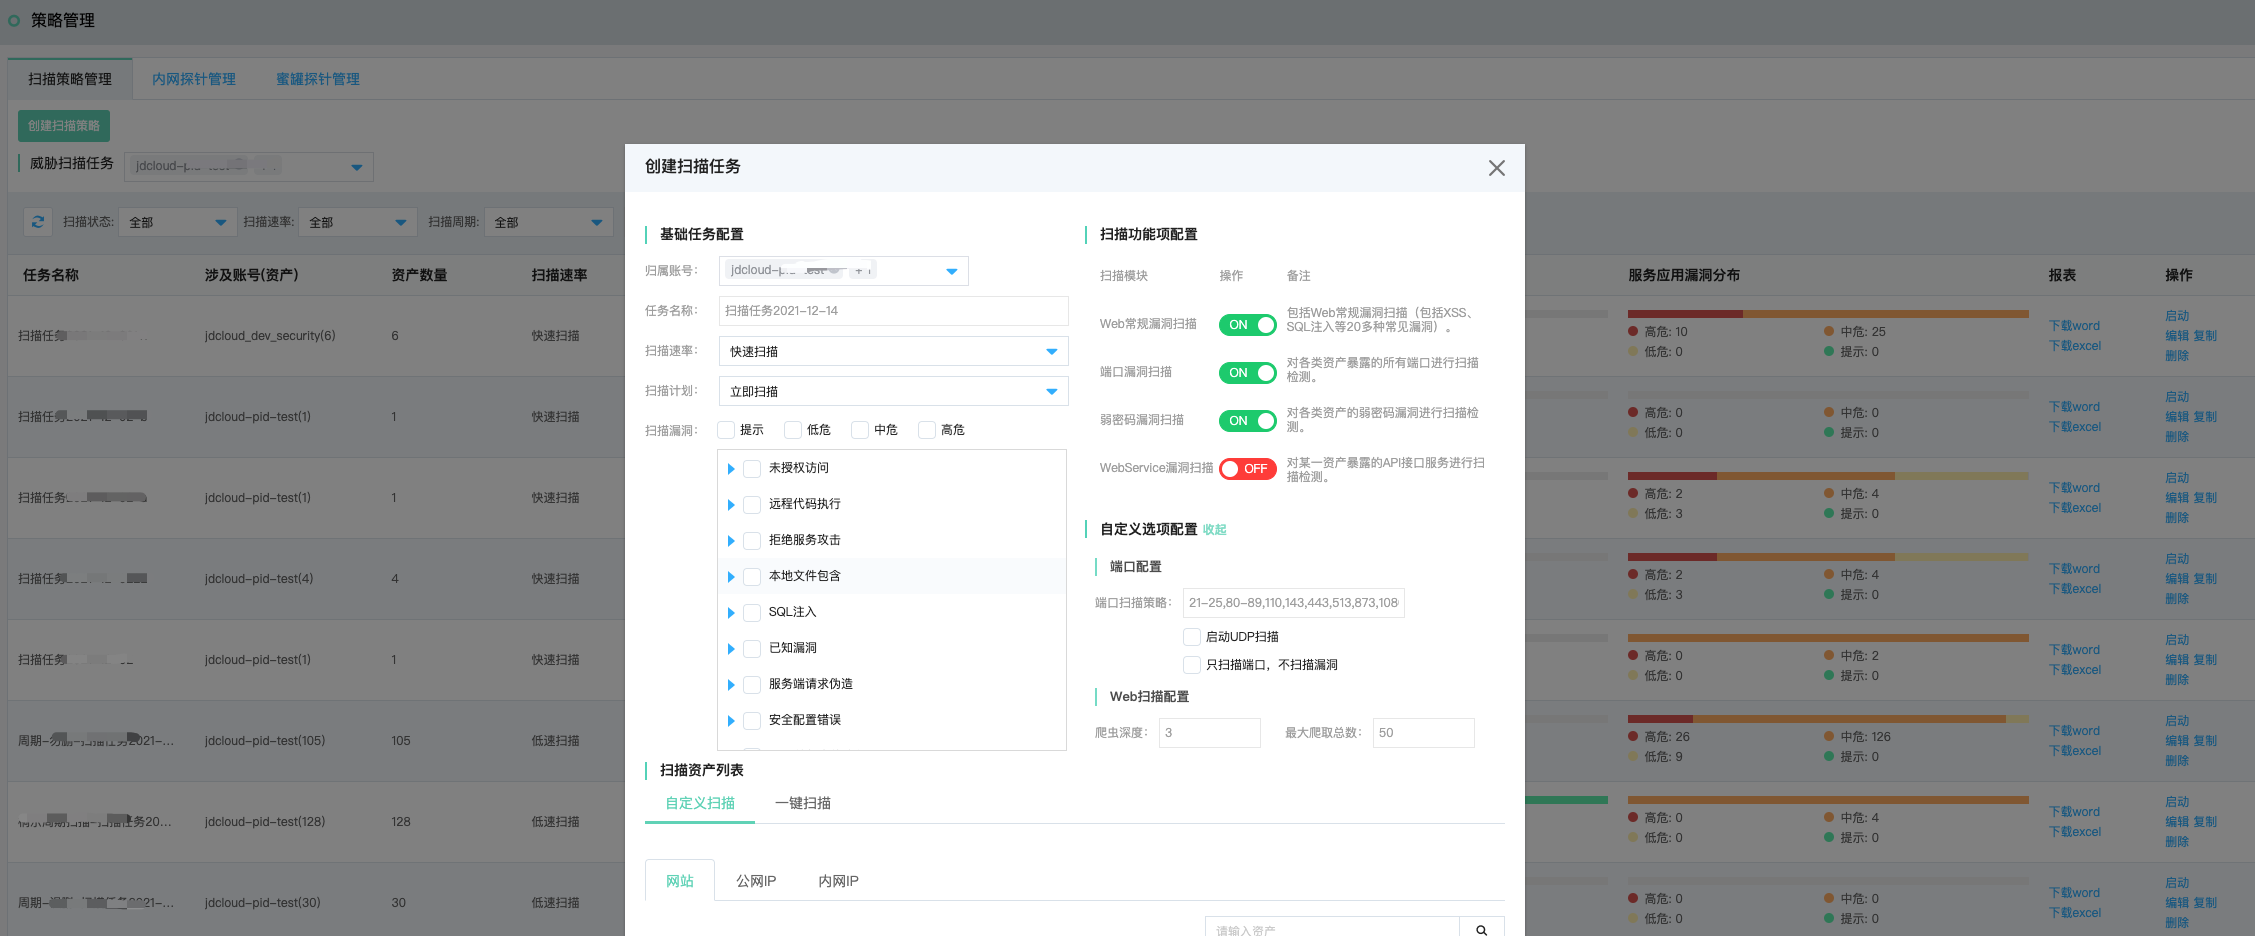 策略管理
扫描策略管理 内网探针管理 蜜罐探针管理
创建扫描策略
威胁扫描任务 jdcloud-
扫描状态: 全部 扫描速率: 全部 扫描周期: 全部
任务名称 涉及账号(资产) 资产数量 扫描速率 服务应用漏洞分布 报表 操作
扫描任务 jdcloud_dev_security(6) 6 快速扫描 高危: 10 中危: 25 低危: 0 提示: 0 下载word 下载excel 启动 编辑 复制 删除
扫描任务 jdcloud-pid-test(1) 1 快速扫描 高危: 0 中危: 0 低危: 0 提示: 0 下载word 下载excel 启动 编辑 复制 删除
扫描任务 jdcloud-pid-test(1) 1 快速扫描 高危: 2 中危: 4 低危: 3 提示: 0 下载word 下载excel 启动 编辑 复制 删除
扫描任务 jdcloud-pid-test(4) 4 快速扫描 高危: 2 中危: 4 低危: 3 提示: 0 下载word 下载excel 启动 编辑 复制 删除
扫描任务 jdcloud-pid-test(1) 1 快速扫描 高危: 0 中危: 2 低危: 0 提示: 0 下载word 下载excel 启动 编辑 复制 删除
周期- jdcloud-pid-test(105) 105 低速扫描 高危: 26 中危: 126 低危: 9 提示: 0 下载word 下载excel 启动 编辑 复制 删除
jdcloud-pid-test(128) 128 低速扫描 高危: 0 中危: 4 低危: 0 提示: 0 下载word 下载excel 启动 编辑 复制 删除
周期- jdcloud-pid-test(30) 30 低速扫描 高危: 0 中危: 0 低危: 0 提示: 0 下载word 下载excel 启动 编辑 复制 删除
创建扫描任务
基础任务配置
归属账号: jdcloud-
任务名称: 扫描任务2021-12-14
扫描速率: 快速扫描
扫描计划: 立即扫描
扫描漏洞: 提示 低危 中危 高危
未授权访问
远程代码执行
拒绝服务攻击
本地文件包含
SQL注入
已知漏洞
服务端请求伪造
安全配置错误
扫描功能项配置
扫描模块 操作 备注
Web常规漏洞扫描 ON 包括Web常规漏洞扫描（包括XSS、
SQL注入等20多种常见漏洞）。
端口漏洞扫描 ON 对各类资产暴露的所有端口进行扫描
检测。
弱密码漏洞扫描 ON 对各类资产的弱密码漏洞进行扫描检
测。
WebService漏洞扫描 OFF 对某一资产暴露的API接口服务进行扫
描检测。
自定义选项配置 收起
端口配置
端口扫描策略: 21-25,80-89,110,143,443,513,873,108
启动UDP扫描
只扫描端口，不扫描漏洞
Web扫描配置
爬虫深度: 3 最大爬取总数: 50
扫描资产列表
自定义扫描 一键扫描
网站 公网IP 内网IP
请输入资产